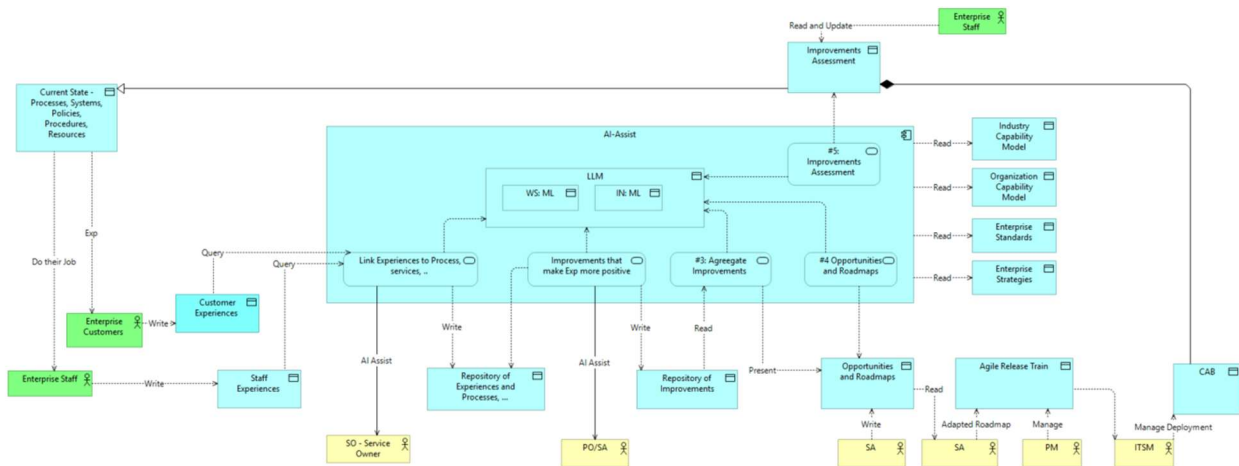 Read and Update
Enterprise
Staff
Improvements
Assessment
Current State -
Processes, Systems,
Policies,
Procedures,
Resources
AI-Assist
#5:
Improvements
Assessment
Read
Industry
Capability
Model
LLM
WS: ML
IN: ML
Read
Organization
Capability
Model
Exp
Read
Enterprise
Standards
Do their Job
Query
Query
Link Experiences to Process,
services, ..
Improvements that
make Exp more positive
#3: Agreegate
Improvements
#4 Opportunities
and Roadmaps
Read
Enterprise
Strategies
Customer
Experiences
Enterprise
Customers
Write
Write
Write
Read
AI Assist
AI Assist
Present
Enterprise Staff
Write
Staff
Experiences
Repository of
Experiences and
Processes, ...
Repository of
Improvements
Opportunities
and Roadmaps
Read
Agile Release Train
CAB
Write
Adapted Roadmap
Manage
Manage Deployment
SO - Service
Owner
PO/SA
SA
SA
PM
ITSM